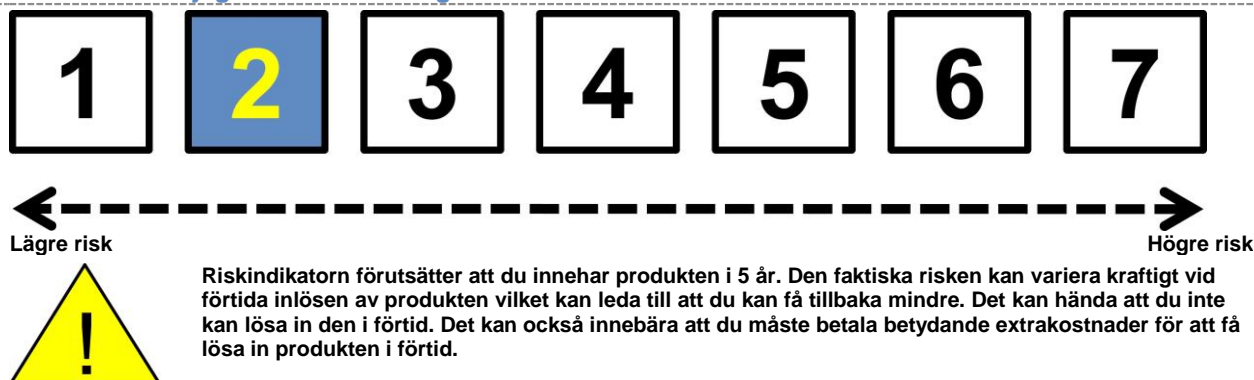 1 2 3 4 5 6 7
Lägre risk Högre risk
Riskindikatorn förutsätter att du innehar produkten i 5 år. Den faktiska risken kan variera kraftigt vid
förtida inlösen av produkten vilket kan leda till att du kan få tillbaka mindre. Det kan hända att du inte
kan lösa in den i förtid. Det kan också innebära att du måste betala betydande extrakostnader för att få
lösa in produkten i förtid.
!